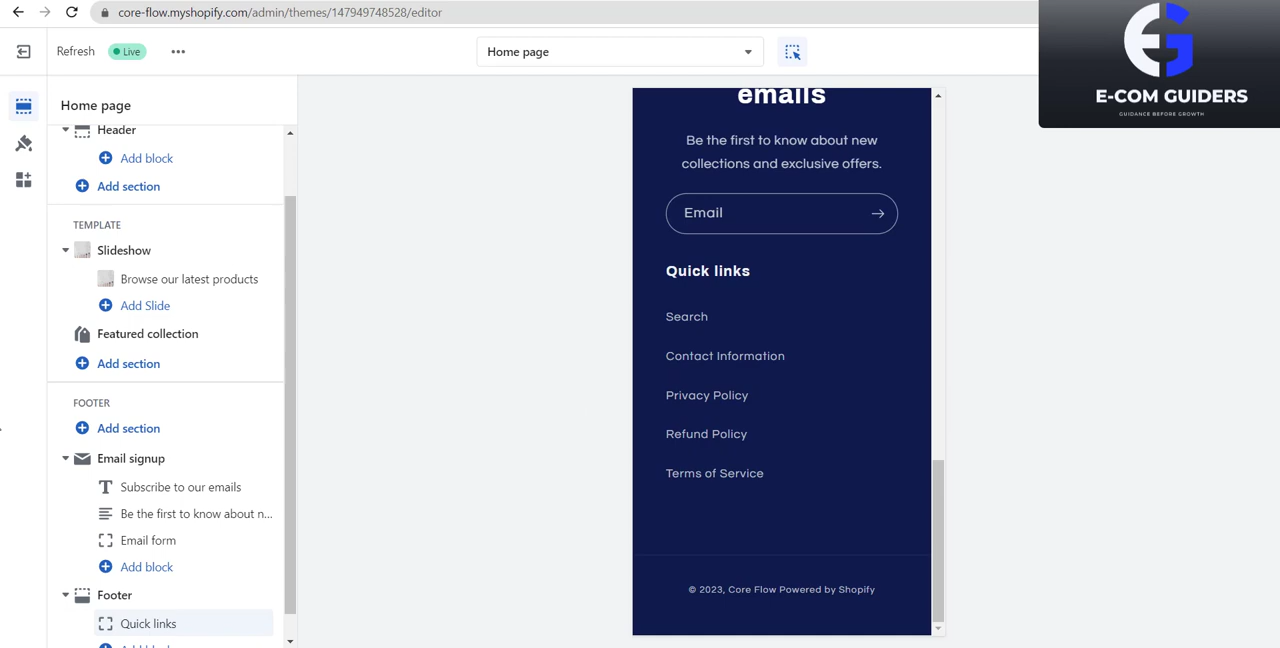 core-flow.myshopify.com/admin/themes/147949748528/editor
Refresh
Live
Home page
E-COM GUIDERS
GUIDANCE BEFORE GROWTH
Home page
Header
Add block
Add section
TEMPLATE
Slideshow
Browse our latest products
Add Slide
Featured collection
Add section
FOOTER
Add section
Email signup
Subscribe to our emails
Be the first to know about n...
Email form
Add block
Footer
Quick links
emails
Be the first to know about new
collections and exclusive offers.
Email
Quick links
Search
Contact Information
Privacy Policy
Refund Policy
Terms of Service
© 2023, Core Flow Powered by Shopify